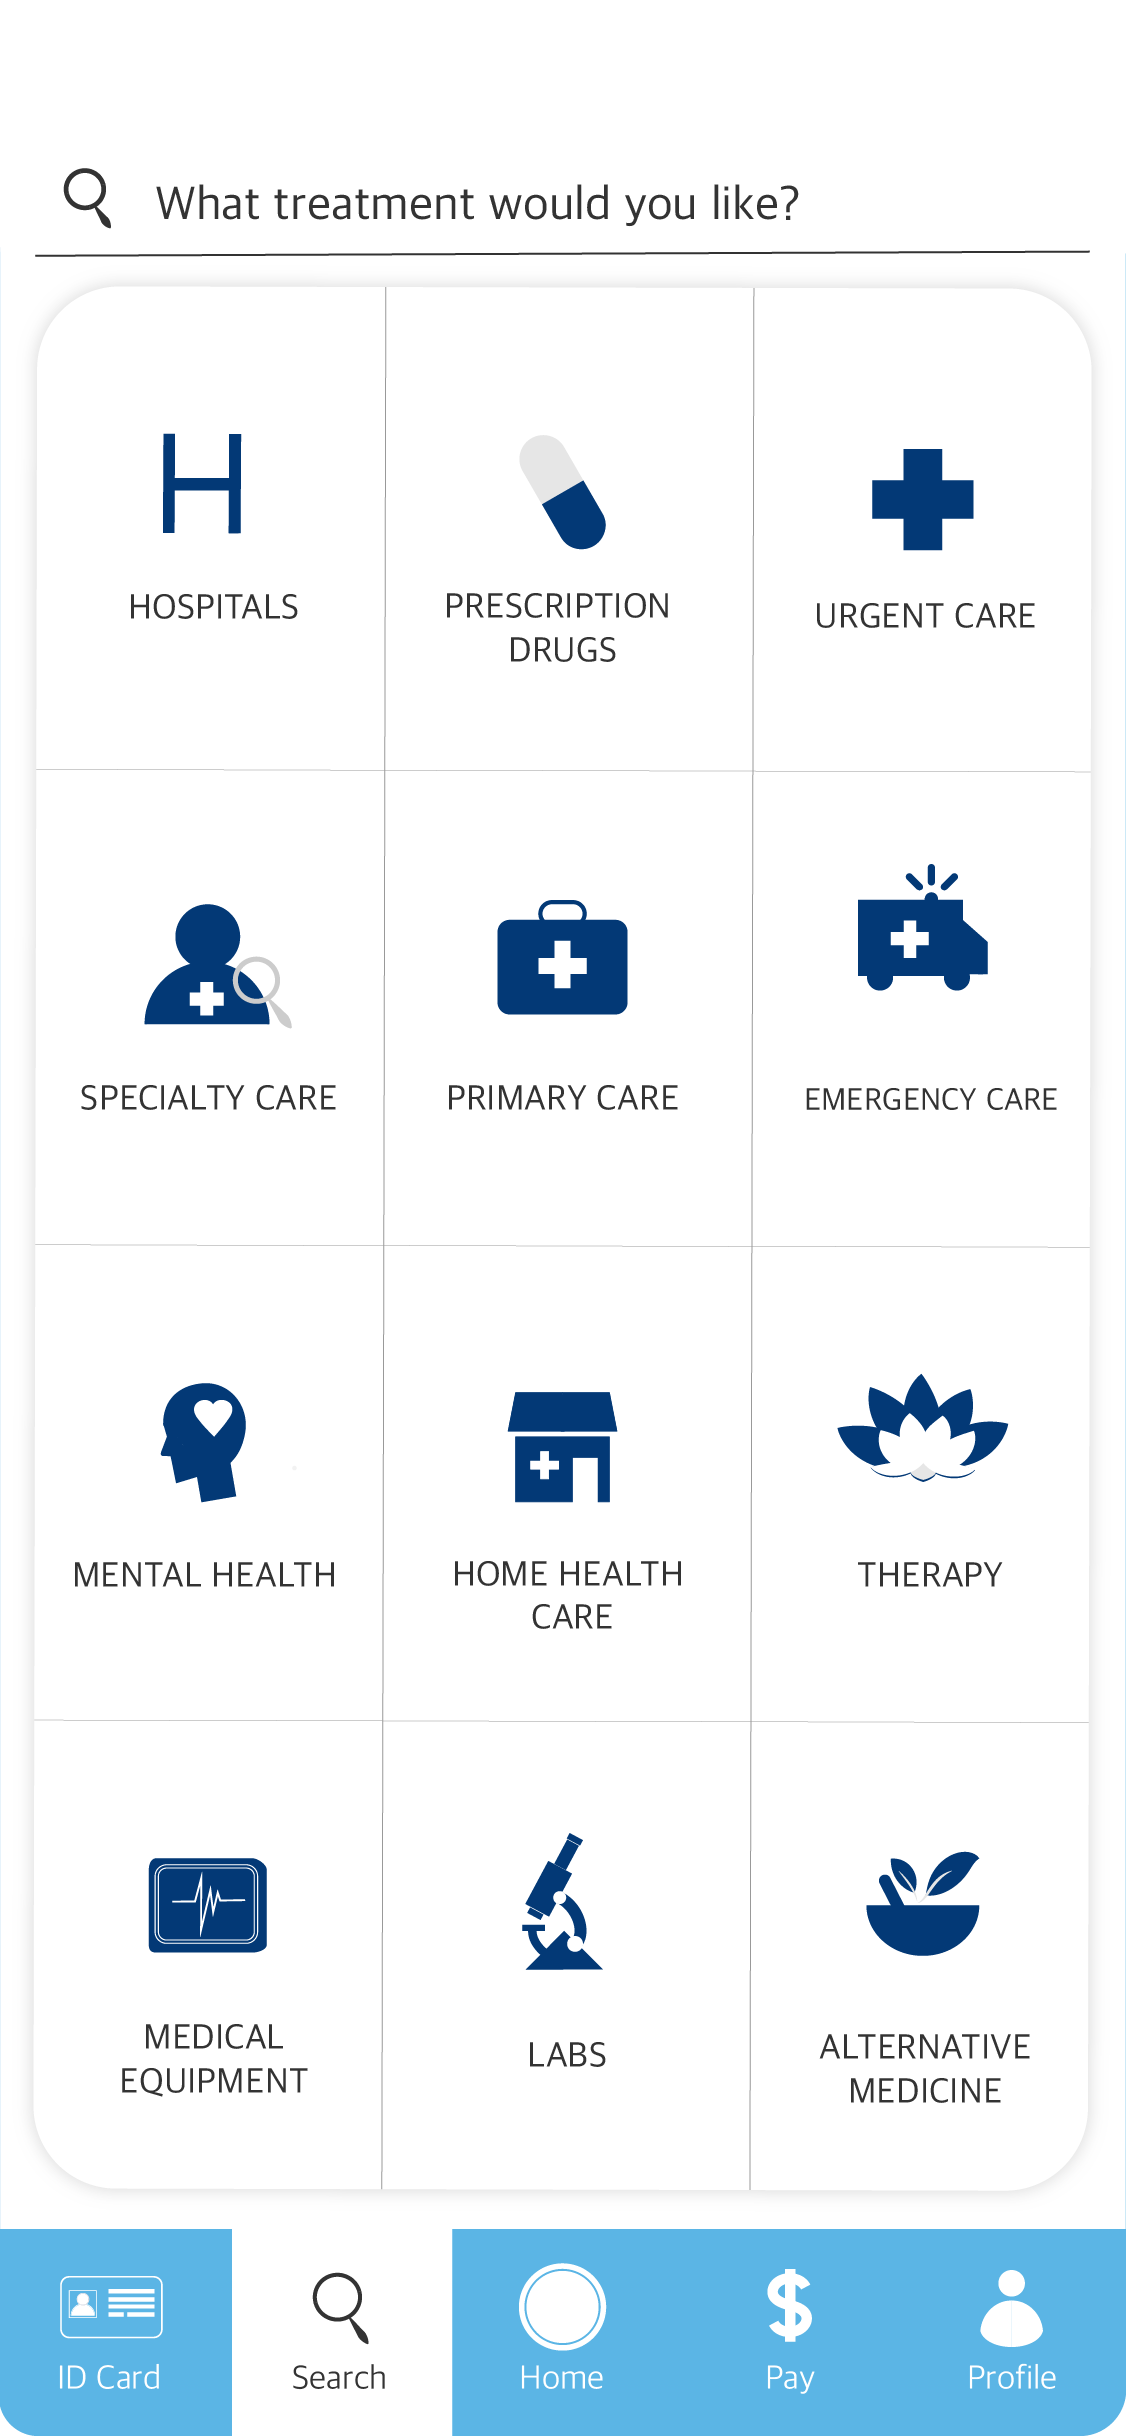 What treatment would you like?
HOSPITALS
PRESCRIPTION
DRUGS
URGENT CARE
SPECIALTY CARE
PRIMARY CARE
EMERGENCY CARE
MENTAL HEALTH
HOME HEALTH
CARE
THERAPY
MEDICAL
EQUIPMENT
LABS
ALTERNATIVE
MEDICINE
ID Card
Search
Home
Pay
Profile